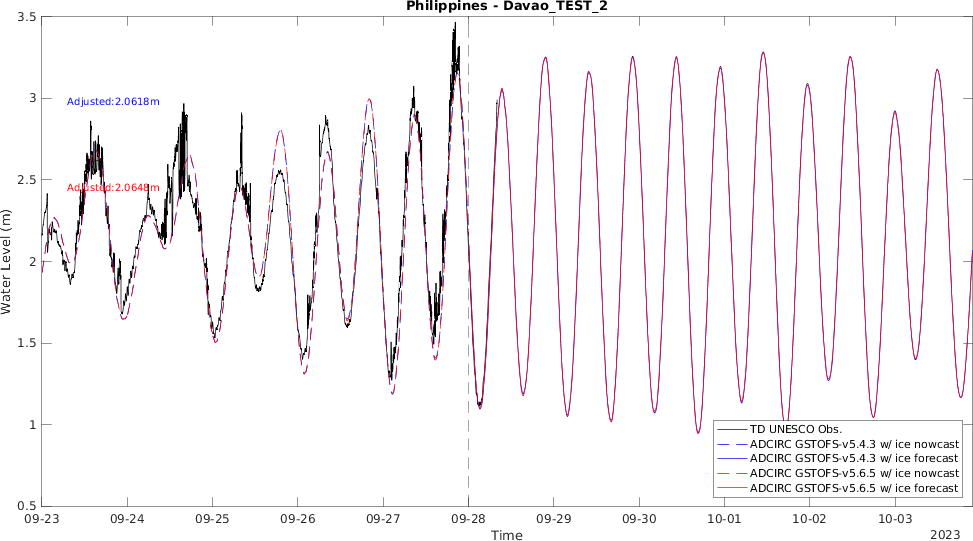 Philippines - Davao_TEST_2
3.5
3
2.5
2
1.5
1
0.5
Water Level (m)
Adjusted:2.0618m
Adjusted:2.0648m
TD UNESCO Obs.
ADCIRC GSTOFS-v5.4.3 w/ ice nowcast
ADCIRC GSTOFS-v5.4.3 w/ ice forecast
ADCIRC GSTOFS-v5.6.5 w/ ice nowcast
ADCIRC GSTOFS-v5.6.5 w/ ice forecast
09-23 09-24 09-25 09-26 09-27 09-28 09-29 09-30 10-01 10-02 10-03
Time
2023